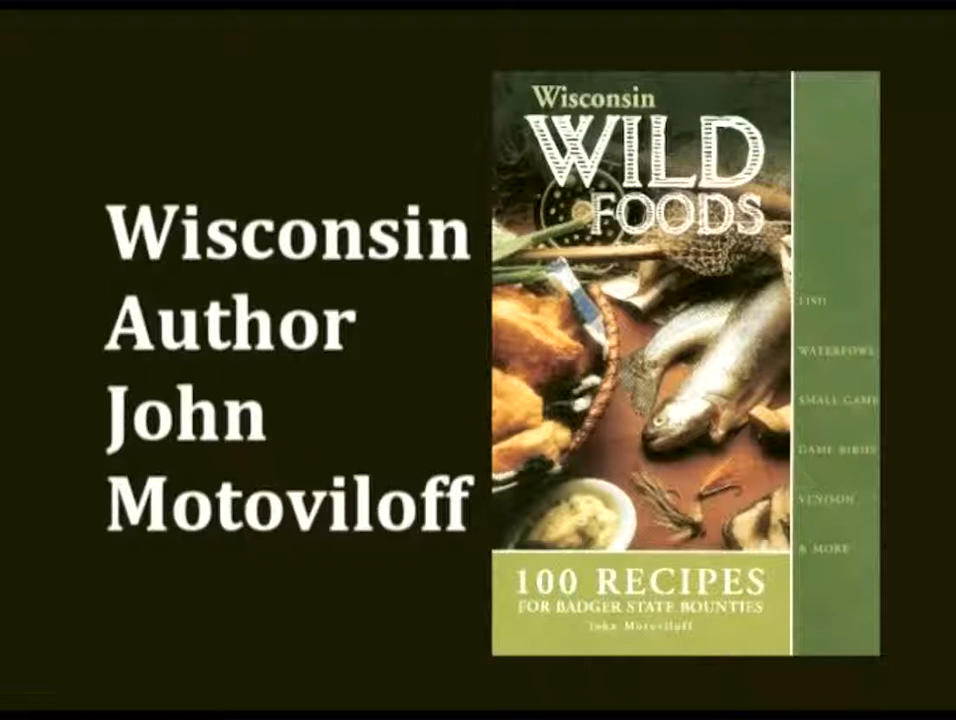 Wisconsin
Author
John
Motoviloff
Wisconsin
WILD
FOODS
FISH
WATERFOWL
SMALL GAME
GAME BIRDS
VENISON
& MORE
100 RECIPES
FOR BADGER STATE BOUNTIES
John Motoviloff